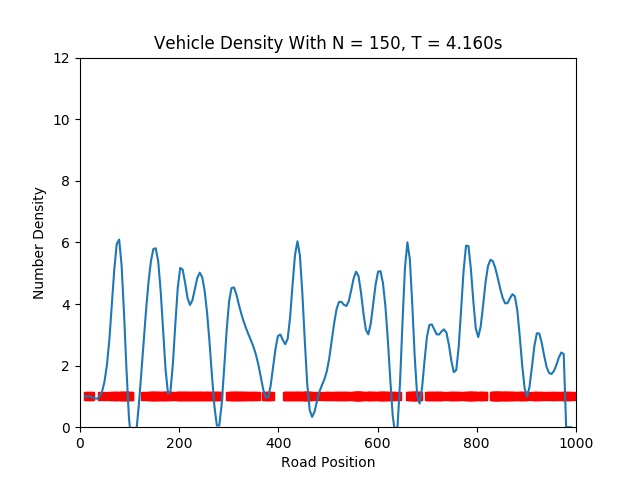 Vehicle Density With N = 150, T = 4.160s
12
10
8
6
4
2
0
Number Density
0 200 400 600 800 1000
Road Position